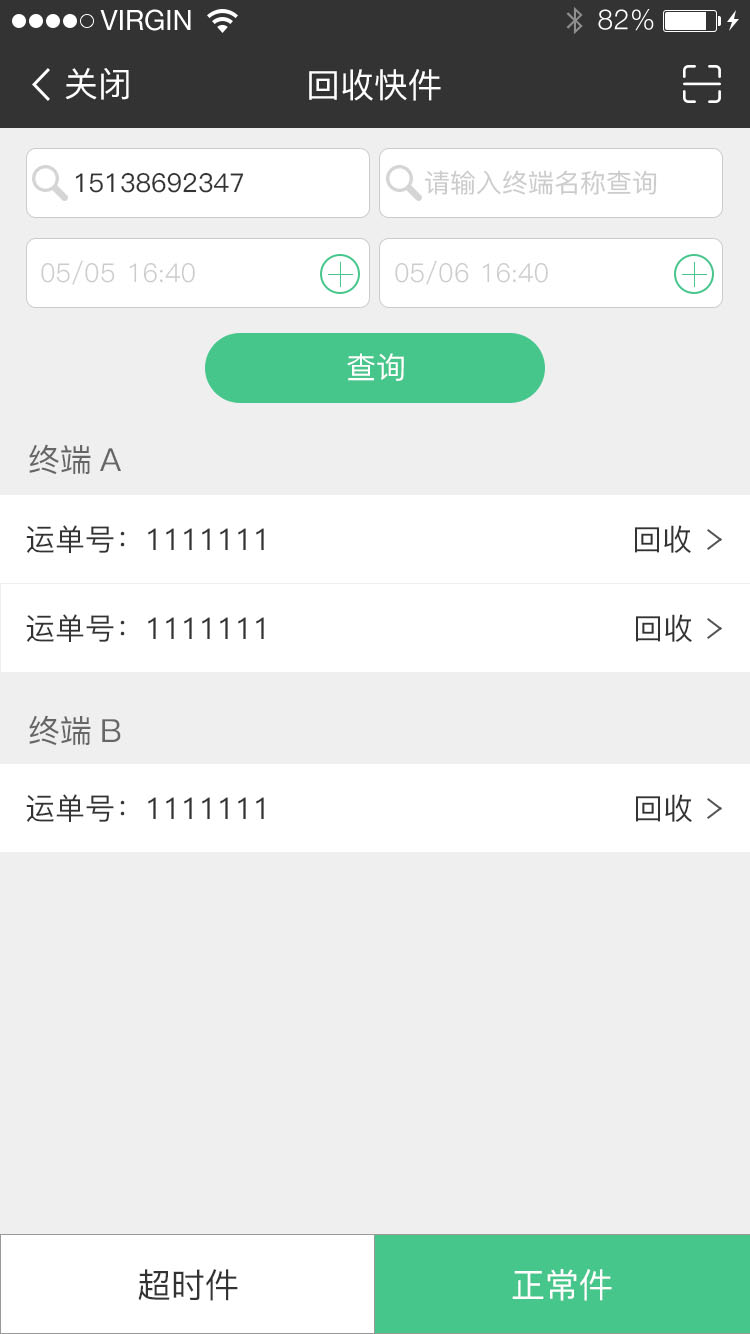 VIRGIN 82%
关闭 回收快件
15138692347 请输入终端名称查询
05/05 16:40 05/06 16:40
查询
终端 A
运单号：1111111 回收
运单号：1111111 回收
终端 B
运单号：1111111 回收
超时件 正常件